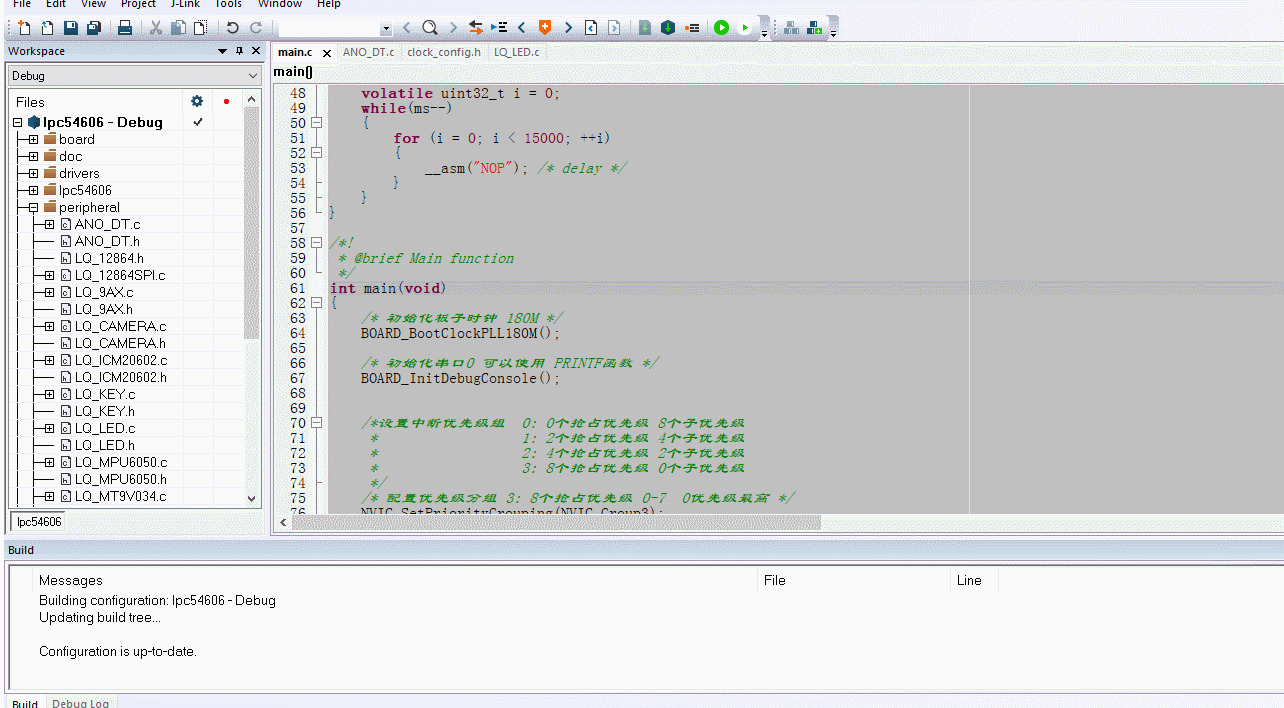 File Edit View Project J-Link Tools Window Help
Workspace
Debug
Files
lpc54606 - Debug
board
doc
drivers
lpc54606
peripheral
ANO_DT.c
ANO_DT.h
LQ_12864.h
LQ_12864SPI.c
LQ_9AX.c
LQ_9AX.h
LQ_CAMERA.c
LQ_CAMERA.h
LQ_ICM20602.c
LQ_ICM20602.h
LQ_KEY.c
LQ_KEY.h
LQ_LED.c
LQ_LED.h
LQ_MPU6050.c
LQ_MPU6050.h
LQ_MT9V034.c
lpc54606
main.c ANO_DT.c clock_config.h LQ_LED.c
main()
48 volatile uint32_t i = 0;
49 while(ms--)
50 {
51 for (i = 0; i < 15000; ++i)
52 {
53 __asm("NOP"); /* delay */
54 }
55 }
56 }
57
58 /*!
59 * @brief Main function
60 */
61 int main(void)
62 {
63 /* 初始化板子时钟 180M */
64 BOARD_BootClockPLL180M();
65
66 /* 初始化串口0 可以使用 PRINTF函数 */
67 BOARD_InitDebugConsole();
68
69
70 /*设置中断优先级组 0: 0个抢占优先级 8个子优先级
71 * 1: 2个抢占优先级 4个子优先级
72 * 2: 4个抢占优先级 2个子优先级
73 * 3: 8个抢占优先级 0个子优先级
74 */
75 /* 配置优先级分组 3: 8个抢占优先级 0-7 0优先级最高 */
76 NVIC_SetPriorityGrouping(NVIC_Group3);
Build
Messages File Line
Building configuration: lpc54606 - Debug
Updating build tree...
Configuration is up-to-date.
Build Debug Log